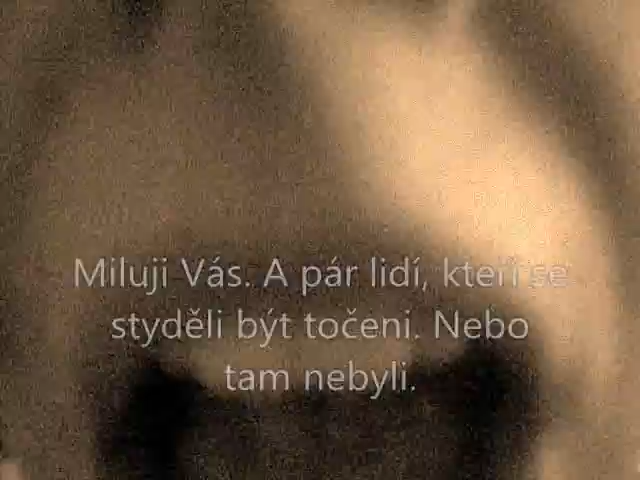 Miluji Vás. A pár lidí, kteří se
styděli být točeni. Nebo
tam nebyli.